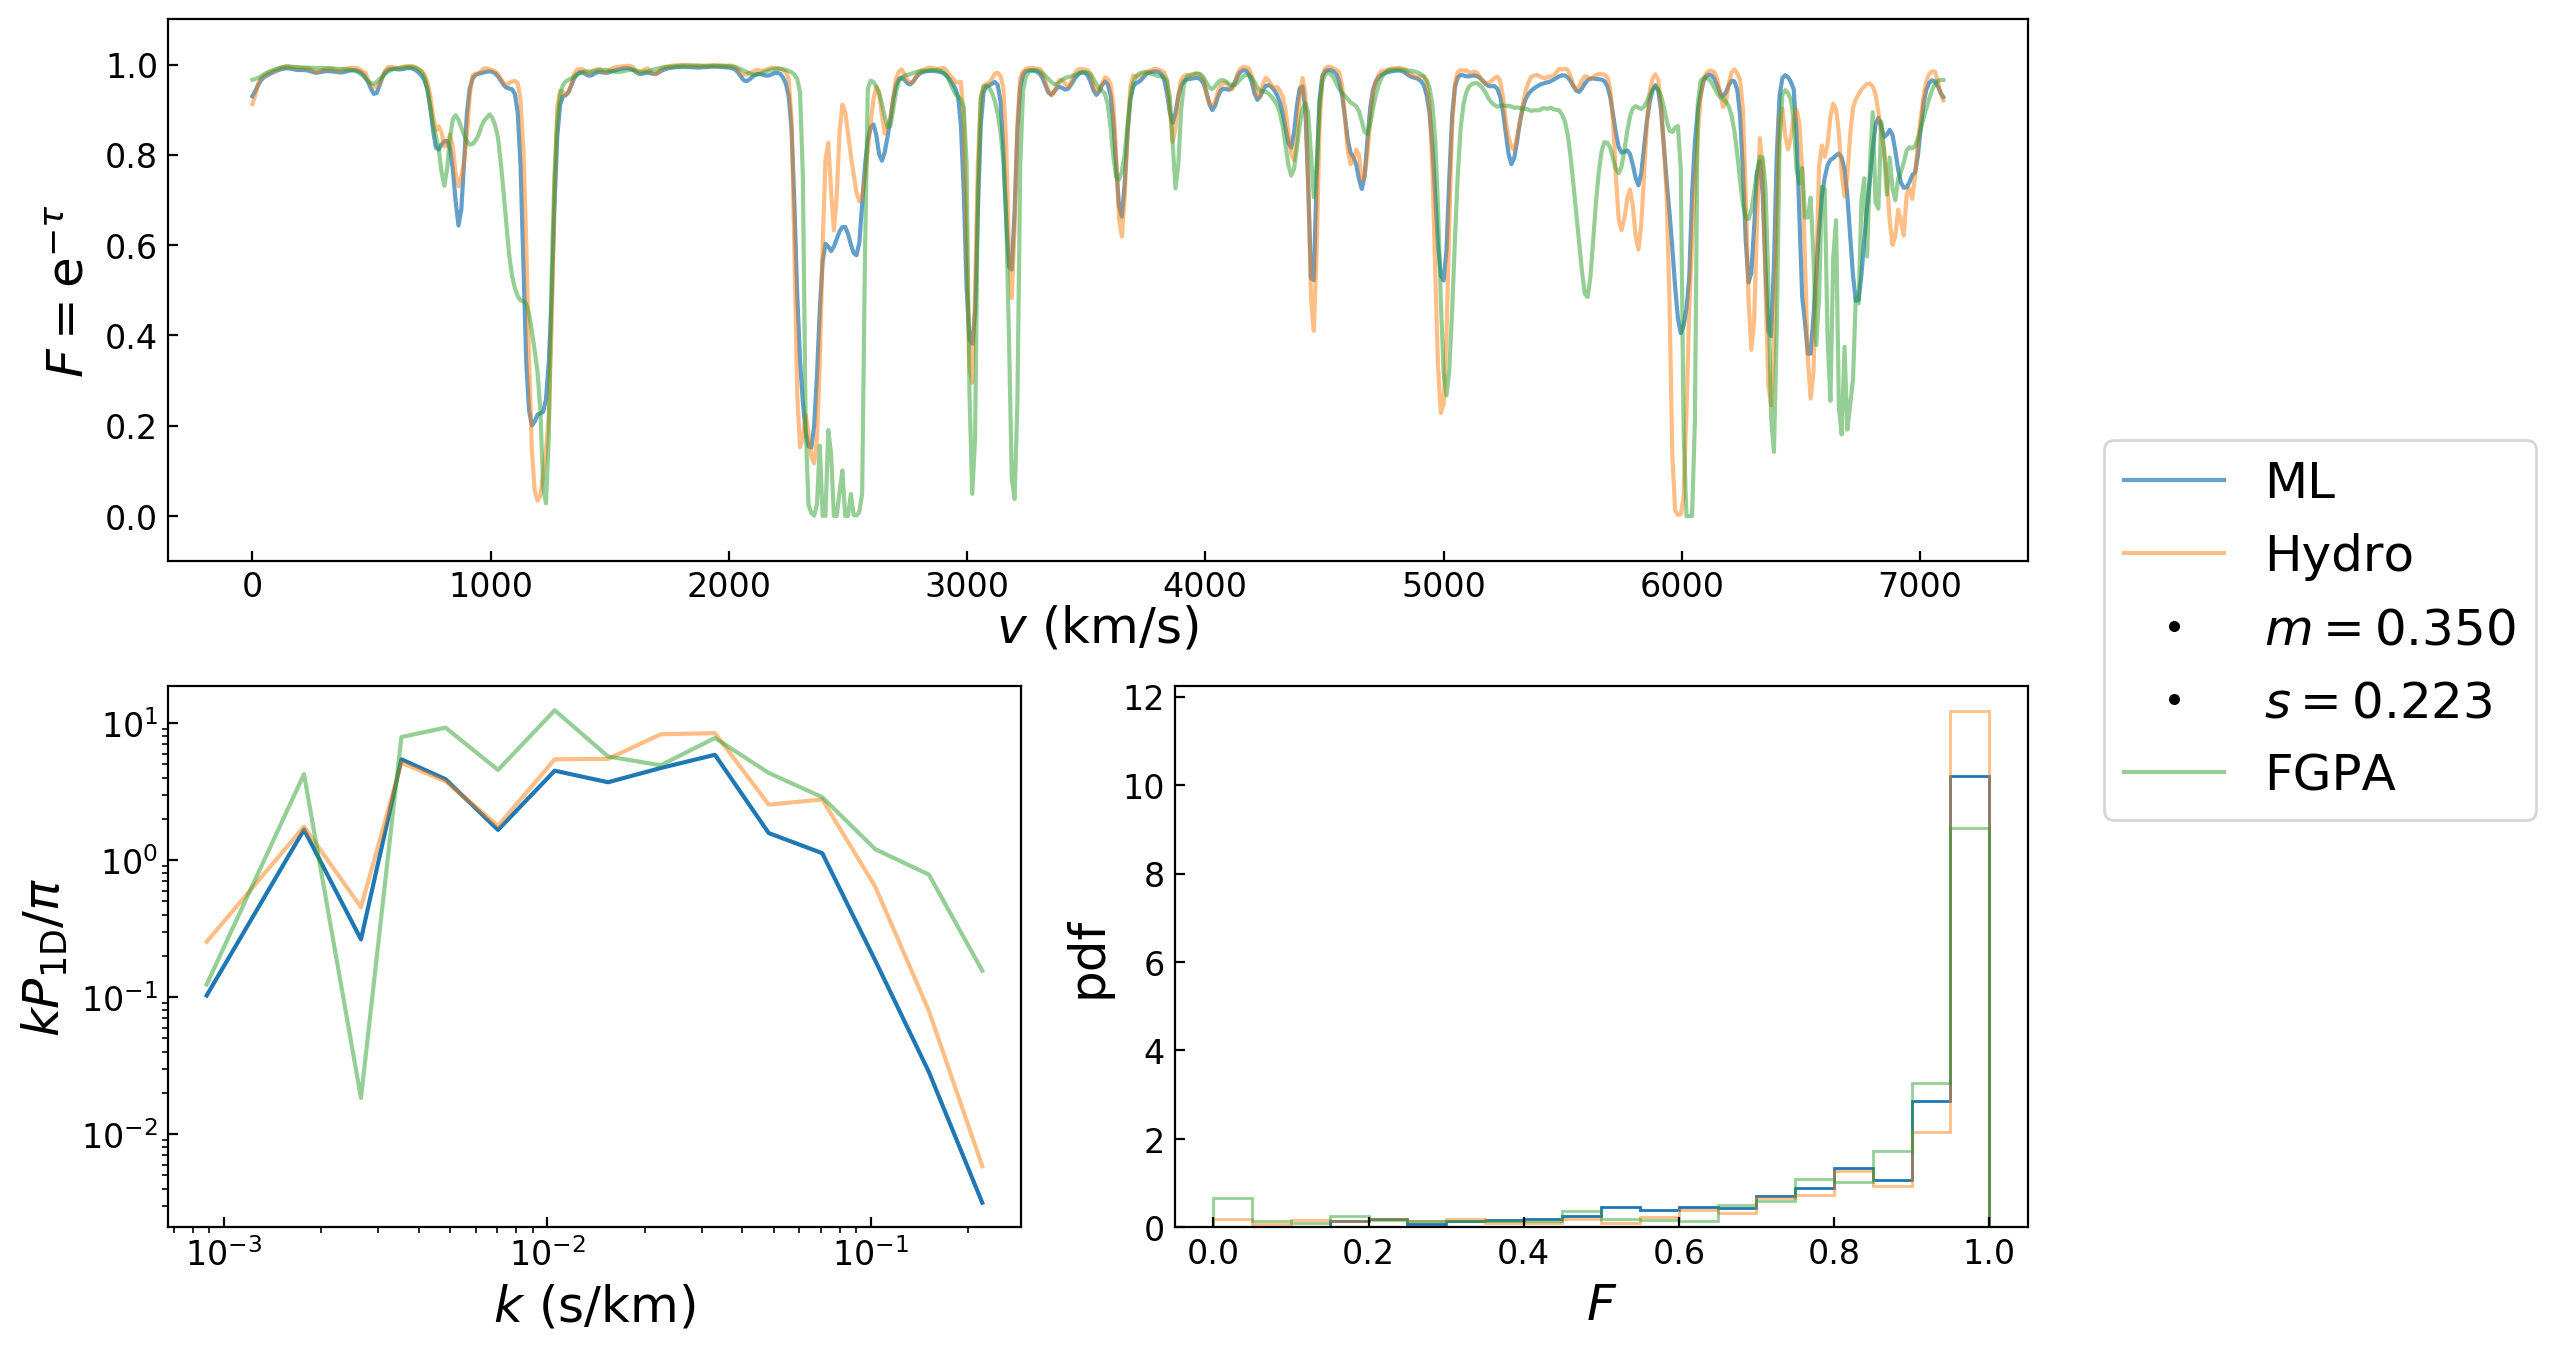 1.0
0.8
0.6
0.4
0.2
0.0
F = e^{−τ}
0 1000 2000 3000 4000 5000 6000 7000
v (km/s)
ML
Hydro
m = 0.350
s = 0.223
FGPA
10^1
10^0
10^{−1}
10^{−2}
kP_{1D}/π
10^{−3} 10^{−2} 10^{−1}
k (s/km)
12
10
8
6
4
2
0
pdf
0.0 0.2 0.4 0.6 0.8 1.0
F